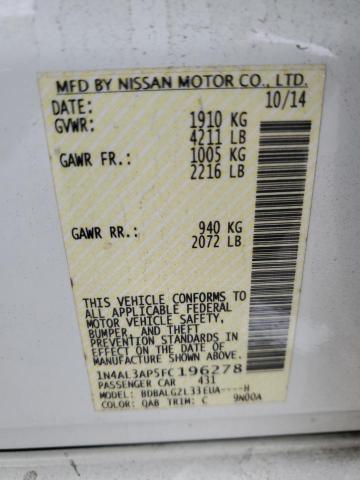 MFD BY NISSAN MOTOR CO., LTD.
DATE: 10/14
GVWR: 1910 KG
4211 LB
GAWR FR.: 1005 KG
2216 LB
GAWR RR.: 940 KG
2072 LB
THIS VEHICLE CONFORMS TO
ALL APPLICABLE FEDERAL
MOTOR VEHICLE SAFETY,
BUMPER, AND THEFT
PREVENTION STANDARDS IN
EFFECT ON THE DATE OF
MANUFACTURE SHOWN ABOVE.
1N4AL3AP5FC196278
PASSENGER CAR 431
MODEL: BDBALGZL33EUA----H
COLOR: QAB TRIM: C 9N00A